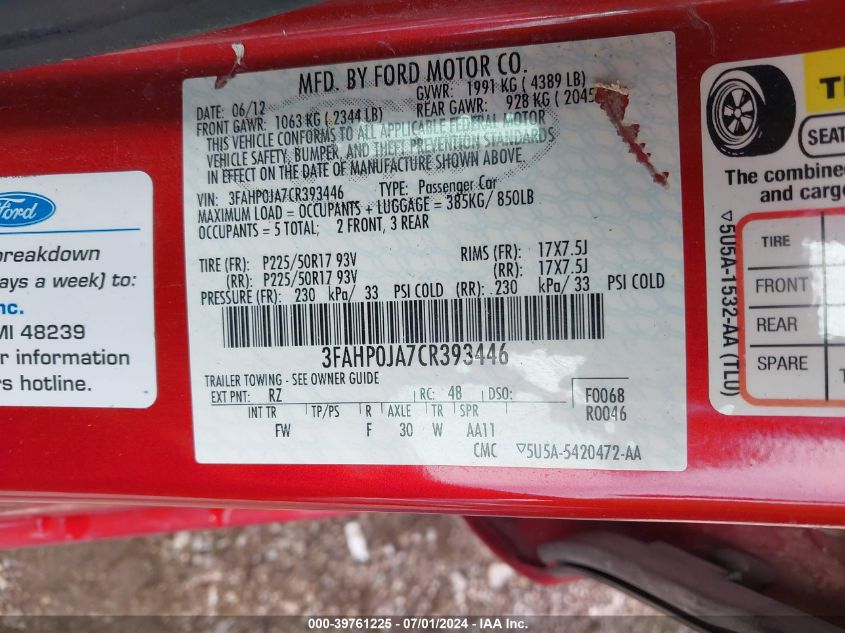 MFD. BY FORD MOTOR CO.
DATE: 06/12 GVWR: 1991 KG ( 4389 LB)
FRONT GAWR: 1063 KG ( 2344 LB) REAR GAWR: 928 KG ( 2045
THIS VEHICLE CONFORMS TO ALL APPLICABLE FEDERAL MOTOR
VEHICLE SAFETY, BUMPER, AND THEFT PREVENTION STANDARDS
IN EFFECT ON THE DATE OF MANUFACTURE SHOWN ABOVE.
VIN: 3FAHP0JA7CR393446 TYPE: Passenger Car
MAXIMUM LOAD = OCCUPANTS + LUGGAGE = 385KG/ 850LB
OCCUPANTS = 5 TOTAL; 2 FRONT, 3 REAR
TIRE (FR): P225/50R17 93V RIMS (FR): 17X7.5J
(RR): P225/50R17 93V (RR): 17X7.5J
PRESSURE (FR): 230 kPa/ 33 PSI COLD (RR): 230 kPa/ 33 PSI COLD
3FAHP0JA7CR393446
TRAILER TOWING - SEE OWNER GUIDE
EXT PNT: RZ RC: 48 DSO: F0068
R0046
INT TR TP/PS R AXLE TR SPR
FW F 30 W AA11
CMC ▽5U5A-5420472-AA
Ford
breakdown
ays a week) to:
nc.
MI 48239
r information
rs hotline.
TI
SEAT
The combined
and cargo
TIRE
FRONT
REAR
SPARE
▽5U5A-1532-AA (TLU)
000-39761225 - 07/01/2024 - IAA Inc.